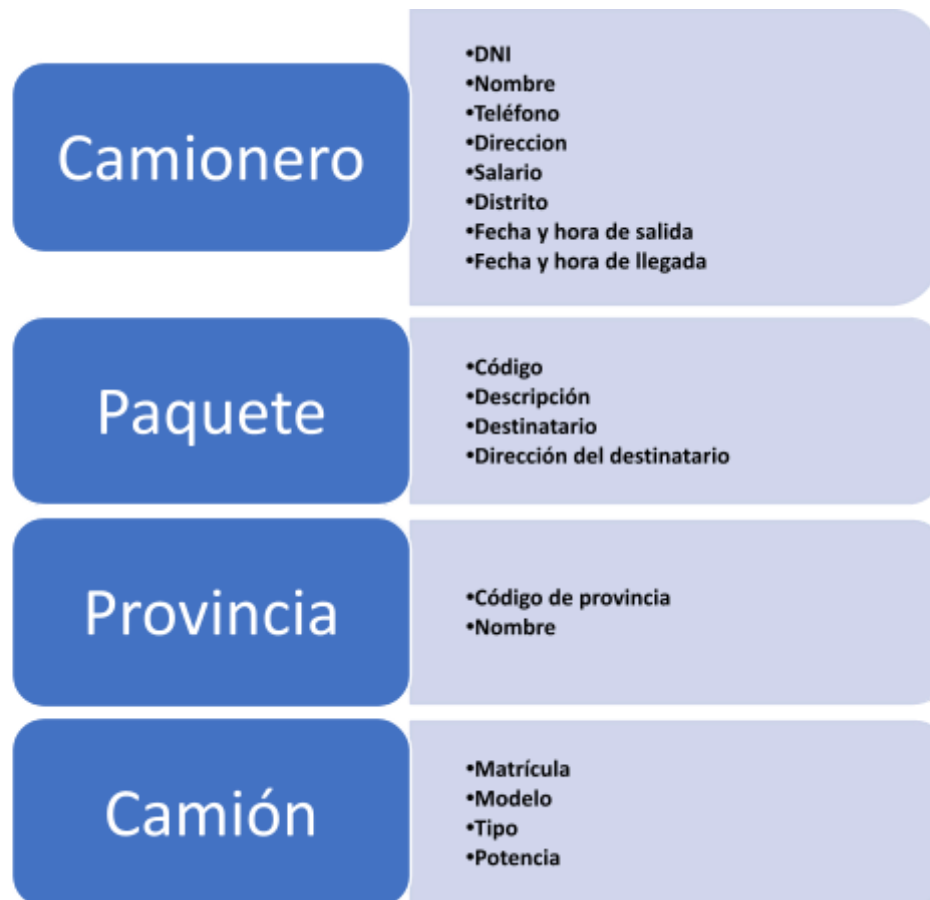 Camionero
•DNI
•Nombre
•Teléfono
•Direccion
•Salario
•Distrito
•Fecha y hora de salida
•Fecha y hora de llegada
Paquete
•Código
•Descripción
•Destinatario
•Dirección del destinatario
Provincia
•Código de provincia
•Nombre
Camión
•Matrícula
•Modelo
•Tipo
•Potencia